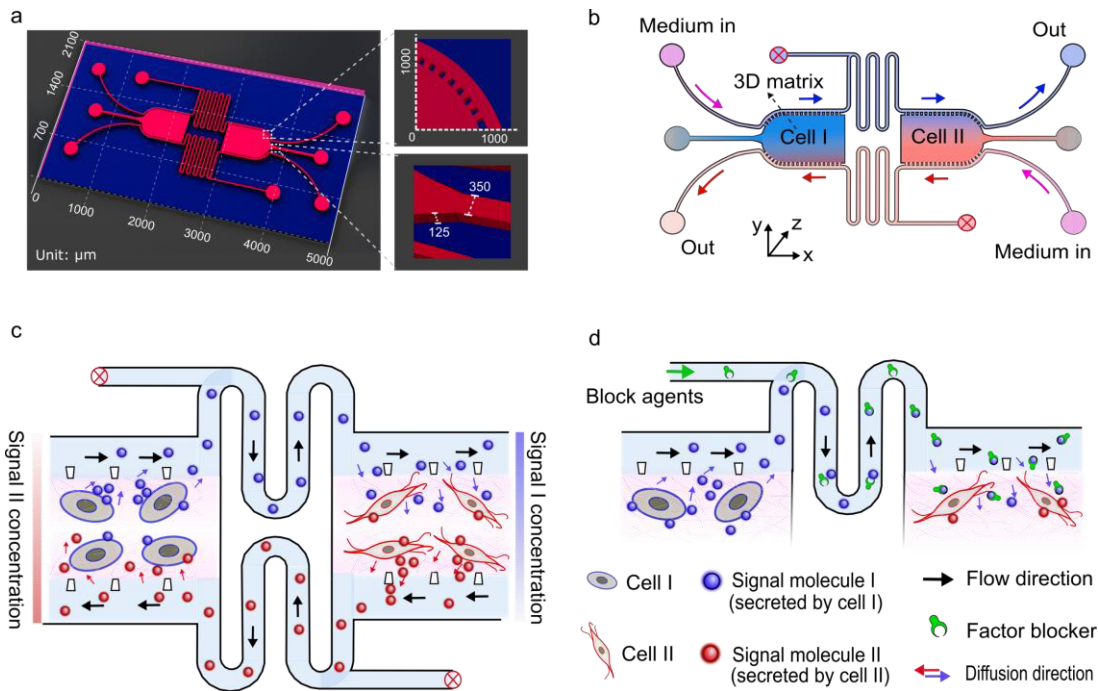 a
2100
1400
700
0
1000
2000
3000
4000
5000
Unit: μm
1000
0
0
1000
350
125
b
Medium in
Out
3D matrix
Cell I
Cell II
Out
y
z
x
Medium in
c
Signal II concentration
Signal I concentration
d
Block agents
Cell I
Signal molecule I
(secreted by cell I)
Flow direction
Factor blocker
Cell II
Signal molecule II
(secreted by cell II)
Diffusion direction